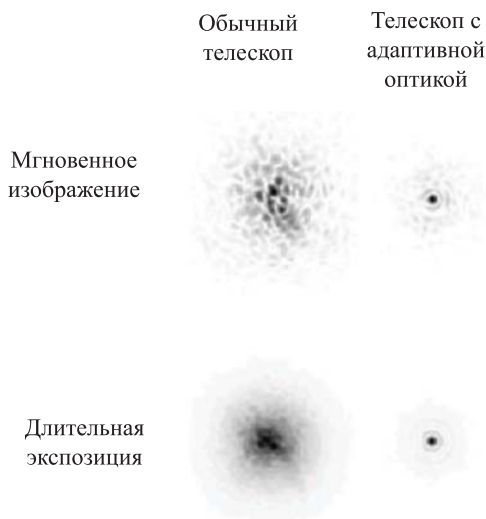 Обычный
телескоп
Телескоп с
адаптивной
оптикой
Мгновенное
изображение
Длительная
экспозиция